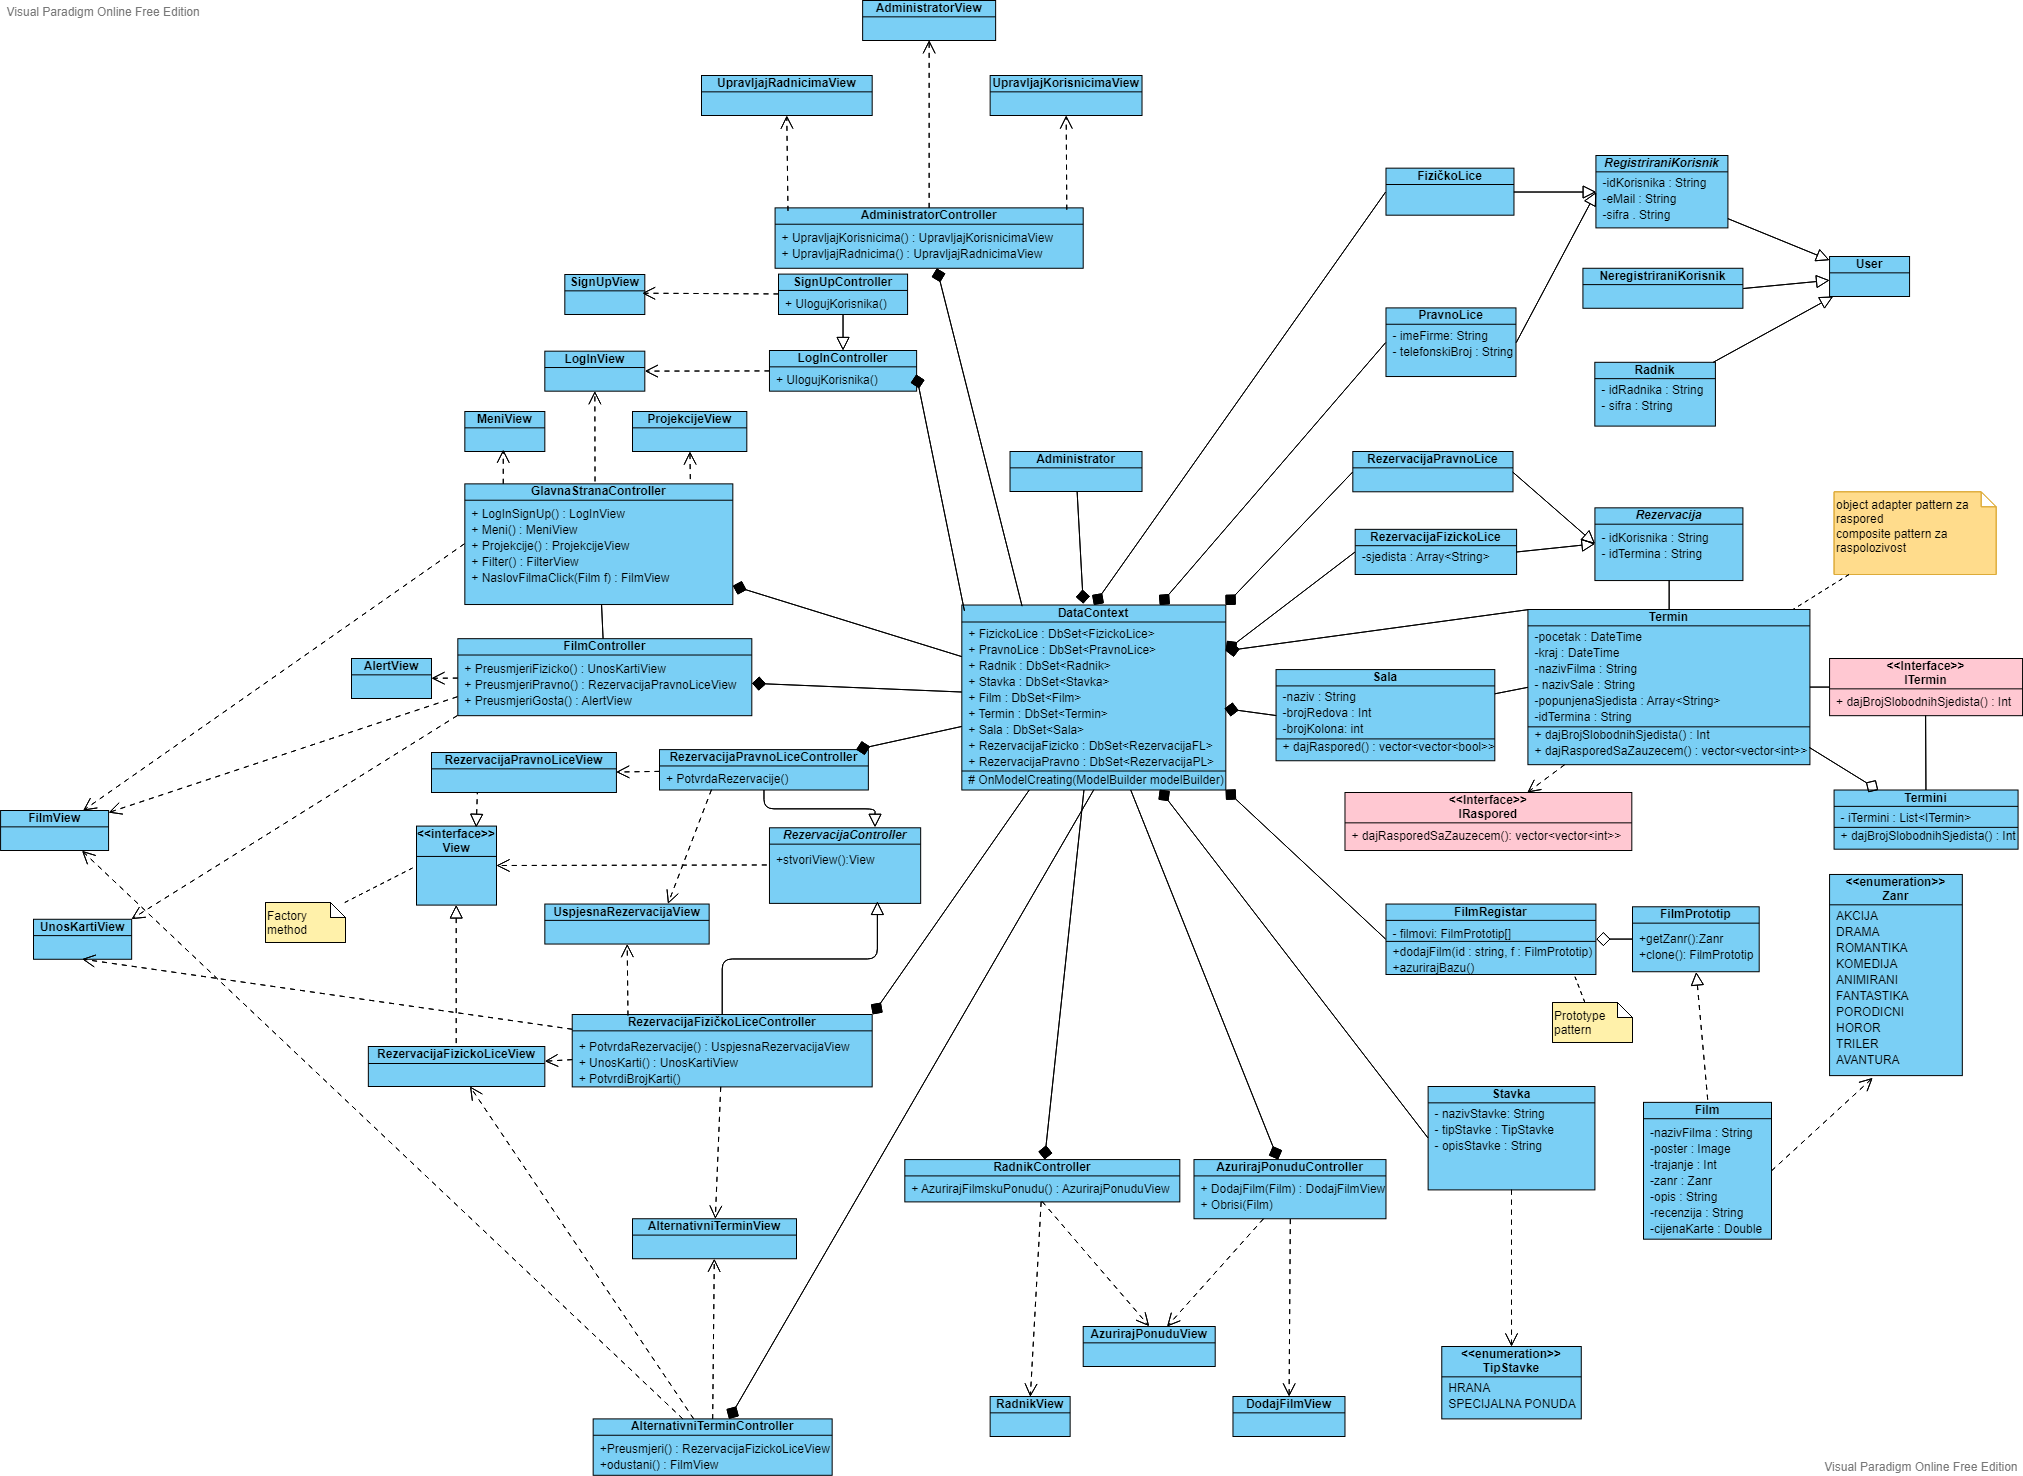 Visual Paradigm Online Free Edition
AdministratorView
UpravljajRadnicimaView
UpravljajKorisnicimaView
AdministratorController
+ UpravljajKorisnicima() : UpravljajKorisnicimaView
+ UpravljajRadnicima() : UpravljajRadnicimaView
SignUpView
SignUpController
+ UlogujKorisnika()
LogInView
LogInController
+ UlogujKorisnika()
MeniView
ProjekcijeView
GlavnaStranaController
+ LogInSignUp() : LogInView
+ Meni() : MeniView
+ Projekcije() : ProjekcijeView
+ Filter() : FilterView
+ NaslovFilmaClick(Film f) : FilmView
FilmController
+ PreusmjeriFizicko() : UnosKartiView
+ PreusmjeriPravno() : RezervacijaPravnoLiceView
+ PreusmjeriGosta() : AlertView
AlertView
RezervacijaPravnoLiceView
RezervacijaPravnoLiceController
+ PotvrdaRezervacije()
FilmView
<<interface>>
View
RezervacijaController
+stvoriView():View
Factory
method
UnosKartiView
UspjesnaRezervacijaView
RezervacijaFizičkoLiceController
+ PotvrdaRezervacije() : UspjesnaRezervacijaView
+ UnosKarti() : UnosKartiView
+ PotvrdiBrojKarti()
RezervacijaFizickoLiceView
AlternativniTerminView
AlternativniTerminController
+Preusmjeri() : RezervacijaFizickoLiceView
+odustani() : FilmView
Administrator
DataContext
+ FizickoLice : DbSet<FizickoLice>
+ PravnoLice : DbSet<PravnoLice>
+ Radnik : DbSet<Radnik>
+ Stavka : DbSet<Stavka>
+ Film : DbSet<Film>
+ Termin : DbSet<Termin>
+ Sala : DbSet<Sala>
+ RezervacijaFizicko : DbSet<RezervacijaFL>
+ RezervacijaPravno : DbSet<RezervacijaPL>
# OnModelCreating(ModelBuilder modelBuilder)
RadnikController
+ AzurirajFilmskuPonudu() : AzurirajPonuduView
AzurirajPonuduController
+ DodajFilm(Film) : DodajFilmView
+ Obrisi(Film)
AzurirajPonuduView
RadnikView
DodajFilmView
FizičkoLice
RegistriraniKorisnik
-idKorisnika : String
-eMail : String
-sifra . String
User
NeregistriraniKorisnik
PravnoLice
- imeFirme: String
- telefonskiBroj : String
Radnik
- idRadnika : String
- sifra : String
RezervacijaPravnoLice
RezervacijaFizickoLice
-sjedista : Array<String>
Rezervacija
- idKorisnika : String
- idTermina : String
object adapter pattern za
raspored
composite pattern za
raspolozivost
Termin
-pocetak : DateTime
-kraj : DateTime
-nazivFilma : String
- nazivSale : String
-popunjenaSjedista : Array<String>
-idTermina : String
+ dajBrojSlobodnihSjedista() : Int
+ dajRasporedSaZauzecem() : vector<vector<int>>
Sala
-naziv : String
-brojRedova : Int
-brojKolona: int
+ dajRaspored() : vector<vector<bool>>
<<Interface>>
ITermin
+ dajBrojSlobodnihSjedista() : Int
<<Interface>>
IRaspored
+ dajRasporedSaZauzecem(): vector<vector<int>>
Termini
- iTermini : List<ITermin>
+ dajBrojSlobodnihSjedista() : Int
FilmRegistar
- filmovi: FilmPrototip[]
+dodajFilm(id : string, f : FilmPrototip)
+azurirajBazu()
FilmPrototip
+getZanr():Zanr
+clone(): FilmPrototip
Prototype
pattern
<<enumeration>>
Zanr
AKCIJA
DRAMA
ROMANTIKA
KOMEDIJA
ANIMIRANI
FANTASTIKA
PORODICNI
HOROR
TRILER
AVANTURA
Stavka
- nazivStavke: String
- tipStavke : TipStavke
- opisStavke : String
Film
-nazivFilma : String
-poster : Image
-trajanje : Int
-zanr : Zanr
-opis : String
-recenzija : String
-cijenaKarte : Double
<<enumeration>>
TipStavke
HRANA
SPECIJALNA PONUDA
Visual Paradigm Online Free Edition